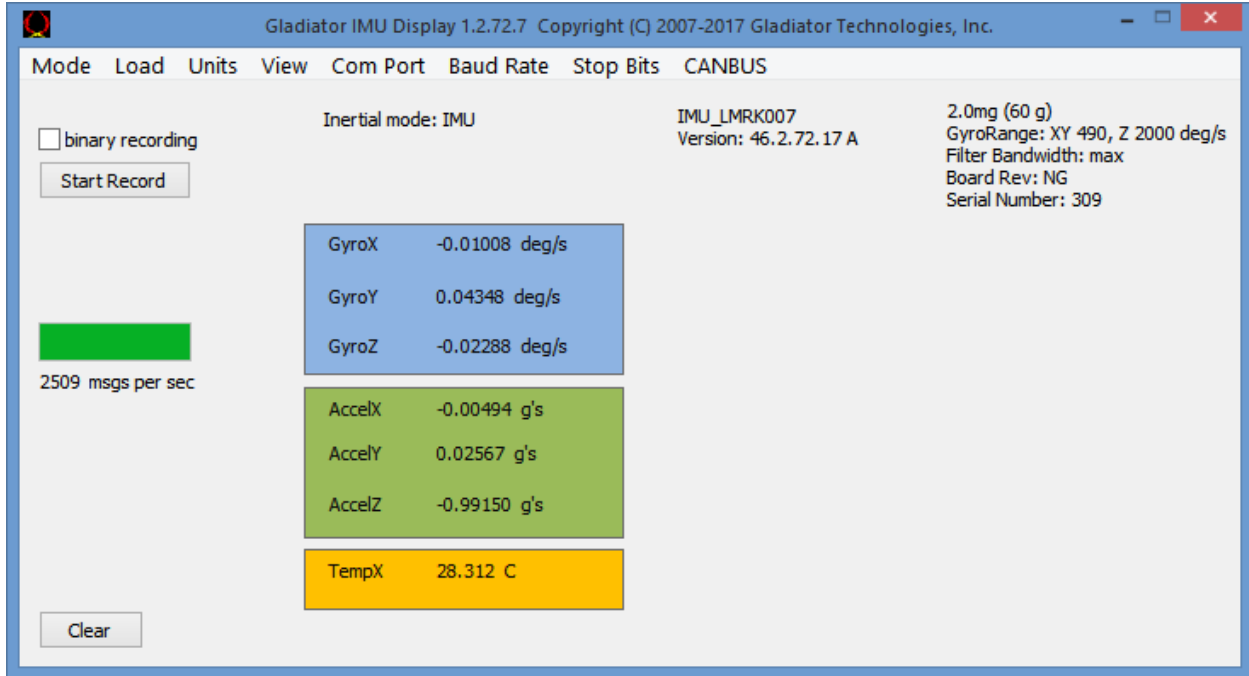 Gladiator IMU Display 1.2.72.7 Copyright (C) 2007-2017 Gladiator Technologies, Inc.
Mode Load Units View Com Port Baud Rate Stop Bits CANBUS
binary recording
Start Record
Inertial mode: IMU
IMU_LMRK007
Version: 46.2.72.17 A
2.0mg (60 g)
GyroRange: XY 490, Z 2000 deg/s
Filter Bandwidth: max
Board Rev: NG
Serial Number: 309
GyroX -0.01008 deg/s
GyroY 0.04348 deg/s
GyroZ -0.02288 deg/s
2509 msgs per sec
AccelX -0.00494 g's
AccelY 0.02567 g's
AccelZ -0.99150 g's
TempX 28.312 C
Clear